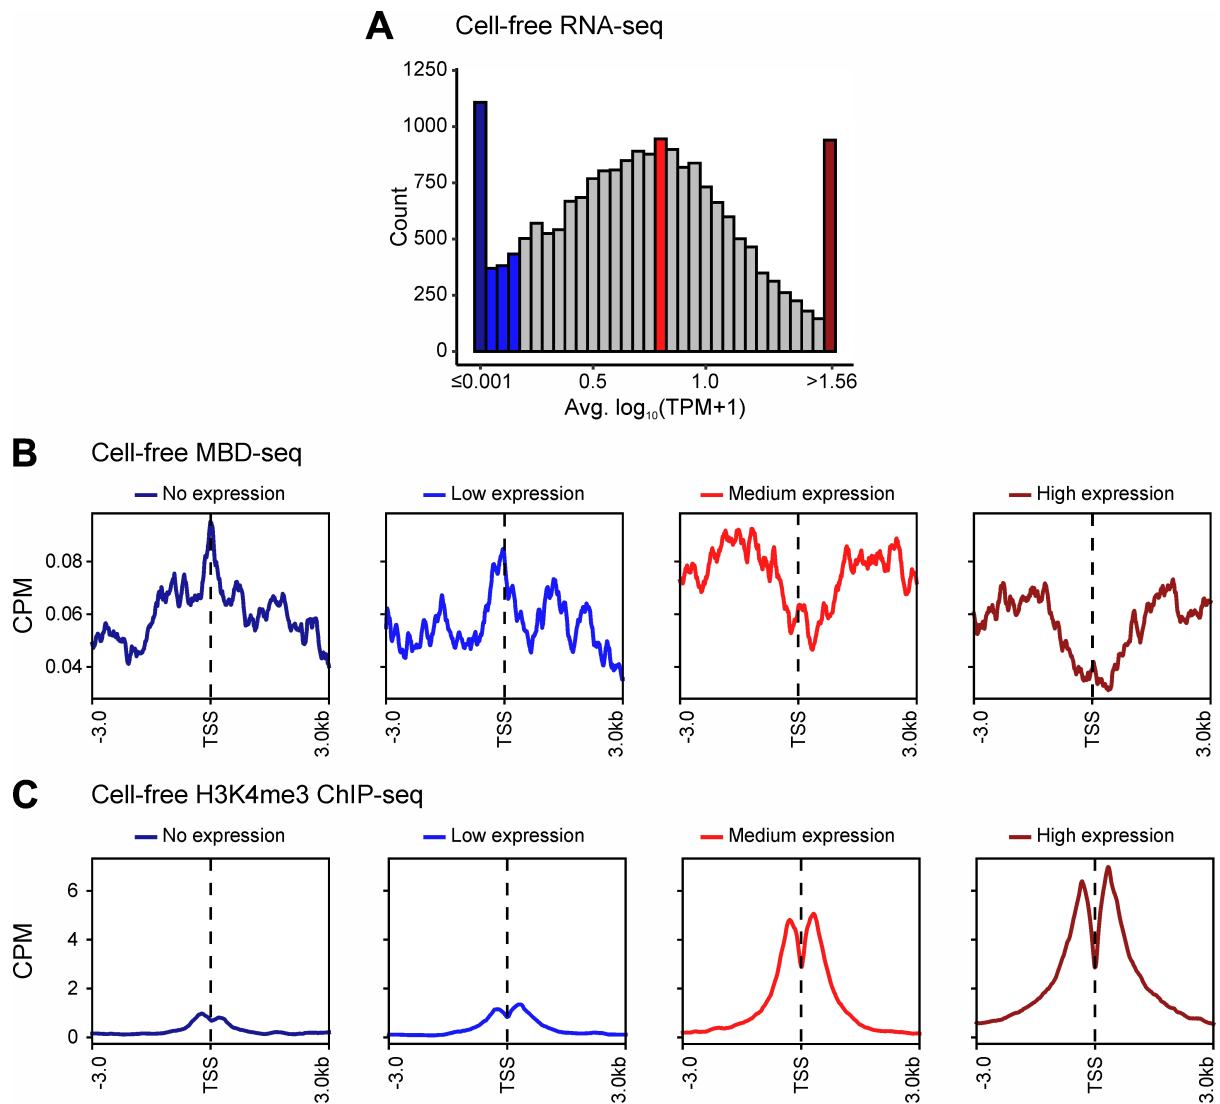 A Cell-free RNA-seq
1250
1000
750
500
250
0
Count
≤0.001 0.5 1.0 >1.56
Avg. log₁₀(TPM+1)
B Cell-free MBD-seq
No expression Low expression Medium expression High expression
0.08
0.06
0.04
CPM
-3.0 TSS 3.0kb -3.0 TSS 3.0kb -3.0 TSS 3.0kb -3.0 TSS 3.0kb
C Cell-free H3K4me3 ChIP-seq
No expression Low expression Medium expression High expression
6
4
2
0
CPM
-3.0 TSS 3.0kb -3.0 TSS 3.0kb -3.0 TSS 3.0kb -3.0 TSS 3.0kb